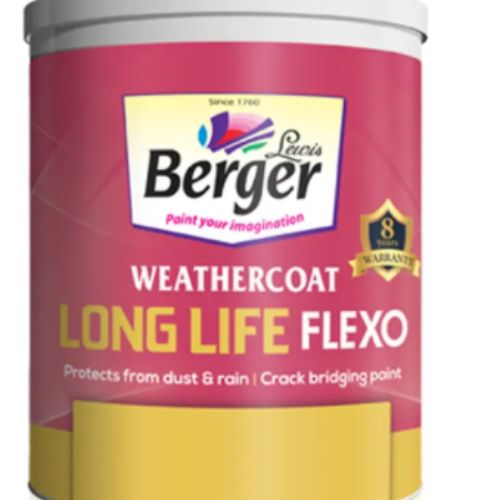 Since 1760
Lewis
Berger
Paint your imagination
8
Years
WARRANTY
WEATHERCOAT
LONG LIFE FLEXO
Protects from dust & rain | Crack bridging paint